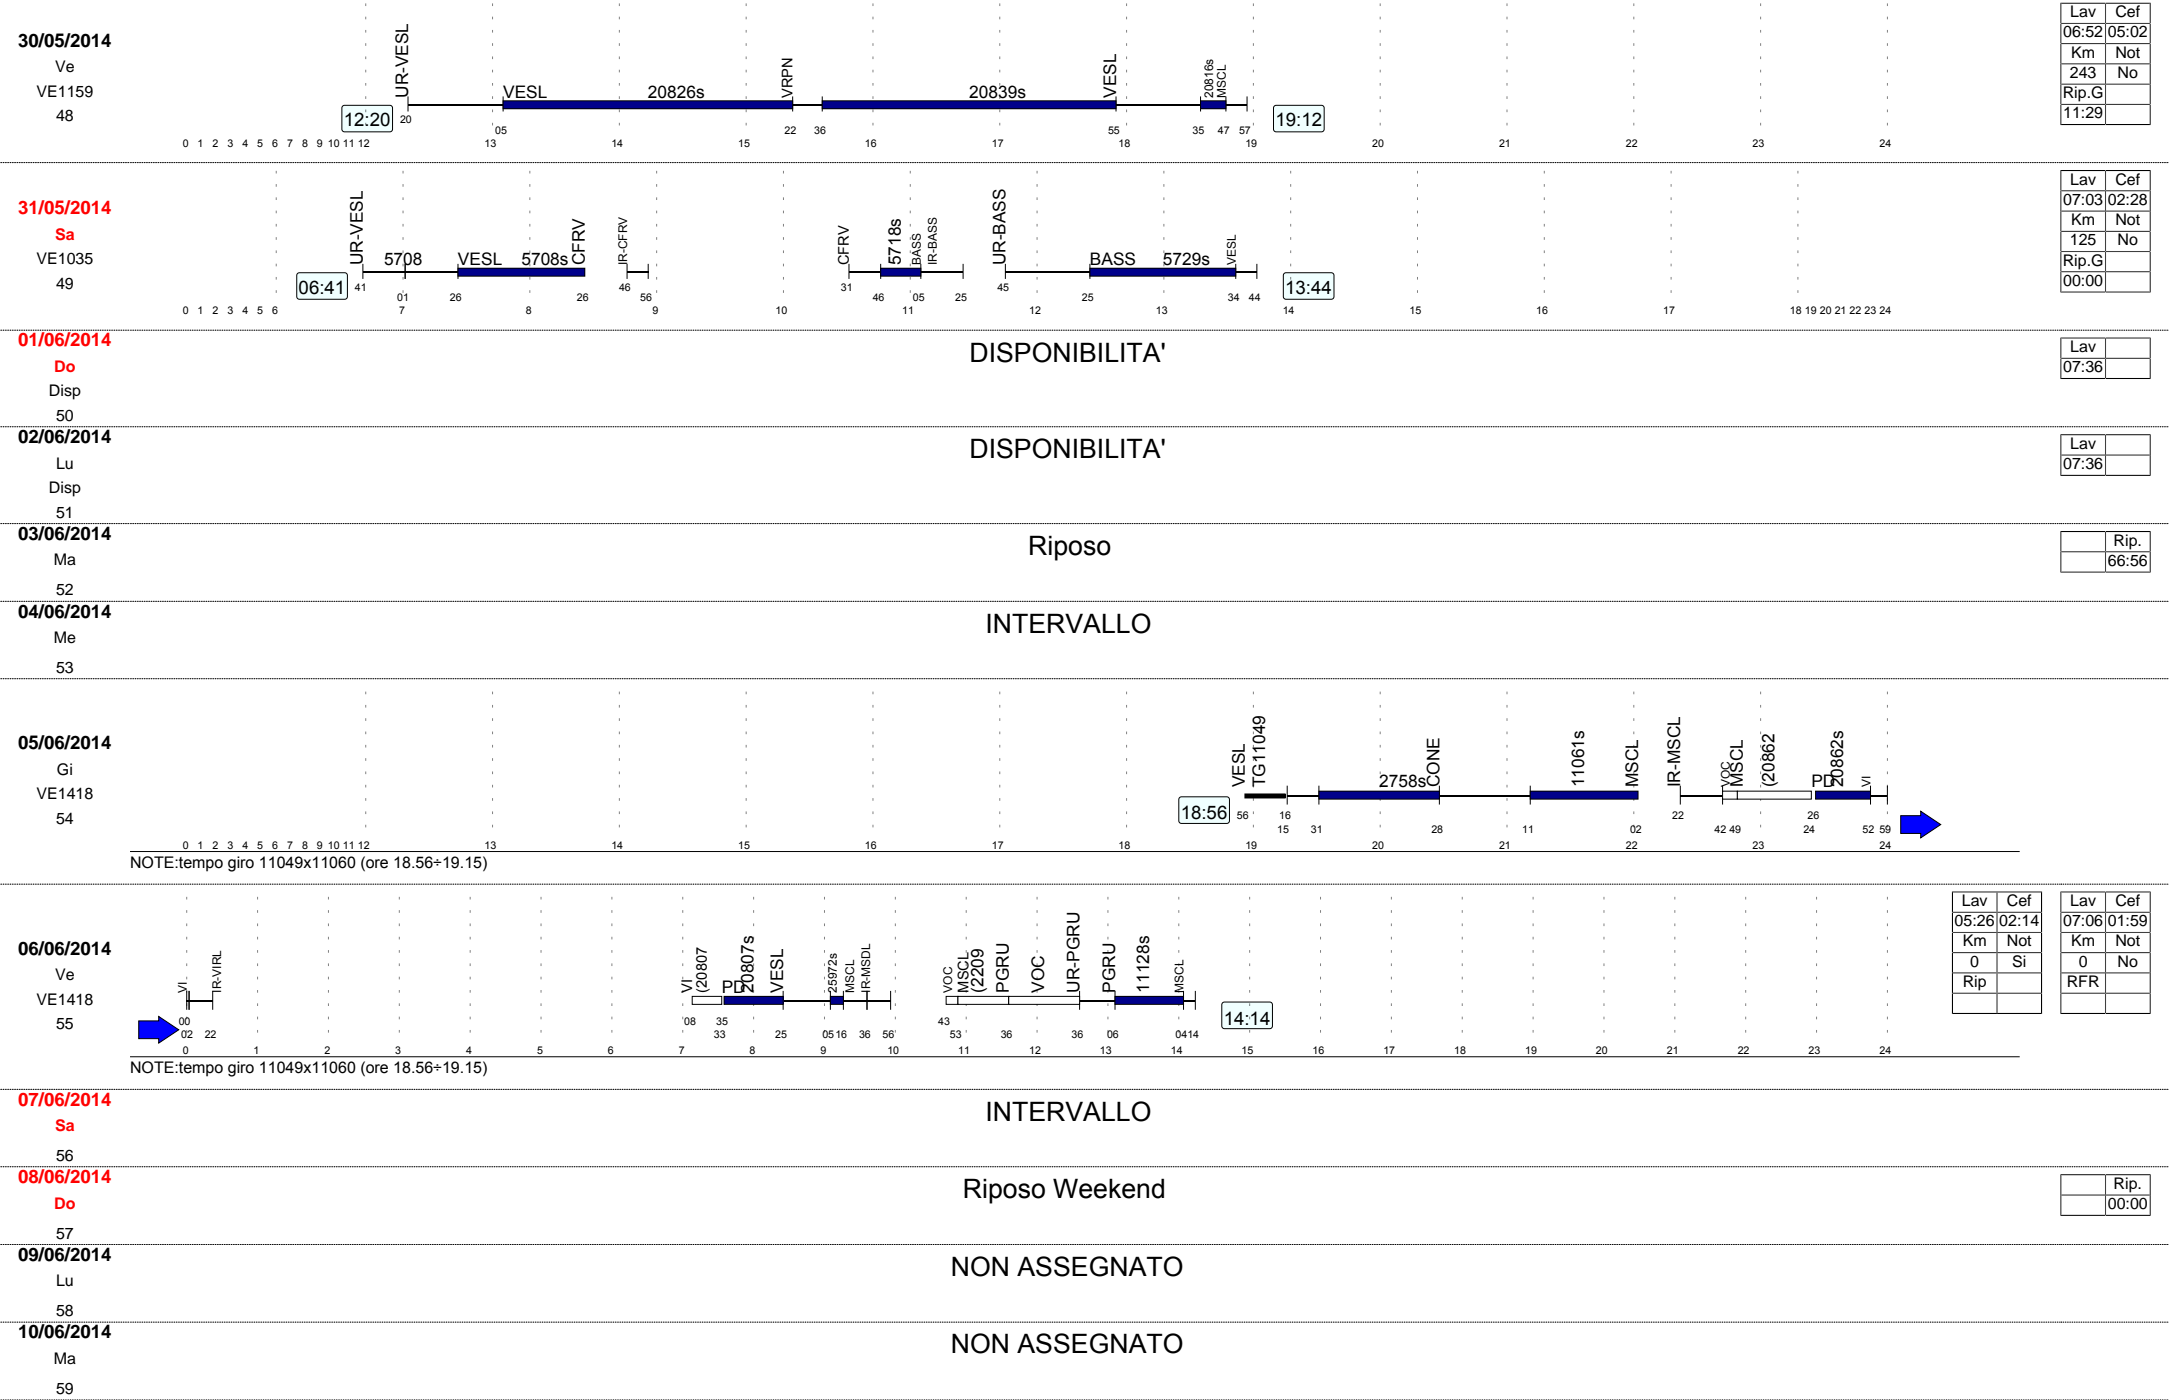 30/05/2014
Ve
VE1159
48
12:20
UR-VESL
VESL 20826s VRPN 20839s VESL 20816s MSCL
19:12
20 05 22 36 55 35 47 57
0 1 2 3 4 5 6 7 8 9 10 11 12 13 14 15 16 17 18 19 20 21 22 23 24
Lav Cef
06:52 05:02
Km Not
243 No
Rip.G
11:29
31/05/2014
Sa
VE1035
49
06:41
UR-VESL 5708 VESL 5708s CFRV IR-CFRV CFRV 5718s BASS IR-BASS UR-BASS BASS 5729s VESL
13:44
41 01 26 26 46 56 31 46 05 25 45 25 34 44
0 1 2 3 4 5 6 7 8 9 10 11 12 13 14 15 16 17 18 19 20 21 22 23 24
Lav Cef
07:03 02:28
Km Not
125 No
Rip.G
00:00
01/06/2014
Do
Disp
50
DISPONIBILITA'
Lav
07:36
02/06/2014
Lu
Disp
51
DISPONIBILITA'
Lav
07:36
03/06/2014
Ma
52
Riposo
Rip.
66:56
04/06/2014
Me
53
INTERVALLO
05/06/2014
Gi
VE1418
54
18:56
VESL TG11049 2758s CONE 11061s MSCL IR-MSCL VOC MSCL (20862 PD 20862s VI
56 16 15 31 28 11 02 22 42 49 26 24 52 59
0 1 2 3 4 5 6 7 8 9 10 11 12 13 14 15 16 17 18 19 20 21 22 23 24
NOTE:tempo giro 11049x11060 (ore 18.56÷19.15)
06/06/2014
Ve
VE1418
55
VI IR-VIRL VI (20807 PD 20807s VESL 25972s MSCL IR-MSDL VOC MSCL (2209 PGRU VOC UR-PGRU PGRU 11128s MSCL
14:14
00 02 22 08 35 33 25 05 16 36 56 43 53 36 36 06 04 14
0 1 2 3 4 5 6 7 8 9 10 11 12 13 14 15 16 17 18 19 20 21 22 23 24
NOTE:tempo giro 11049x11060 (ore 18.56÷19.15)
Lav Cef
05:26 02:14
Km Not
0 Si
Rip
Lav Cef
07:06 01:59
Km Not
0 No
RFR
07/06/2014
Sa
56
INTERVALLO
08/06/2014
Do
57
Riposo Weekend
Rip.
00:00
09/06/2014
Lu
58
NON ASSEGNATO
10/06/2014
Ma
59
NON ASSEGNATO